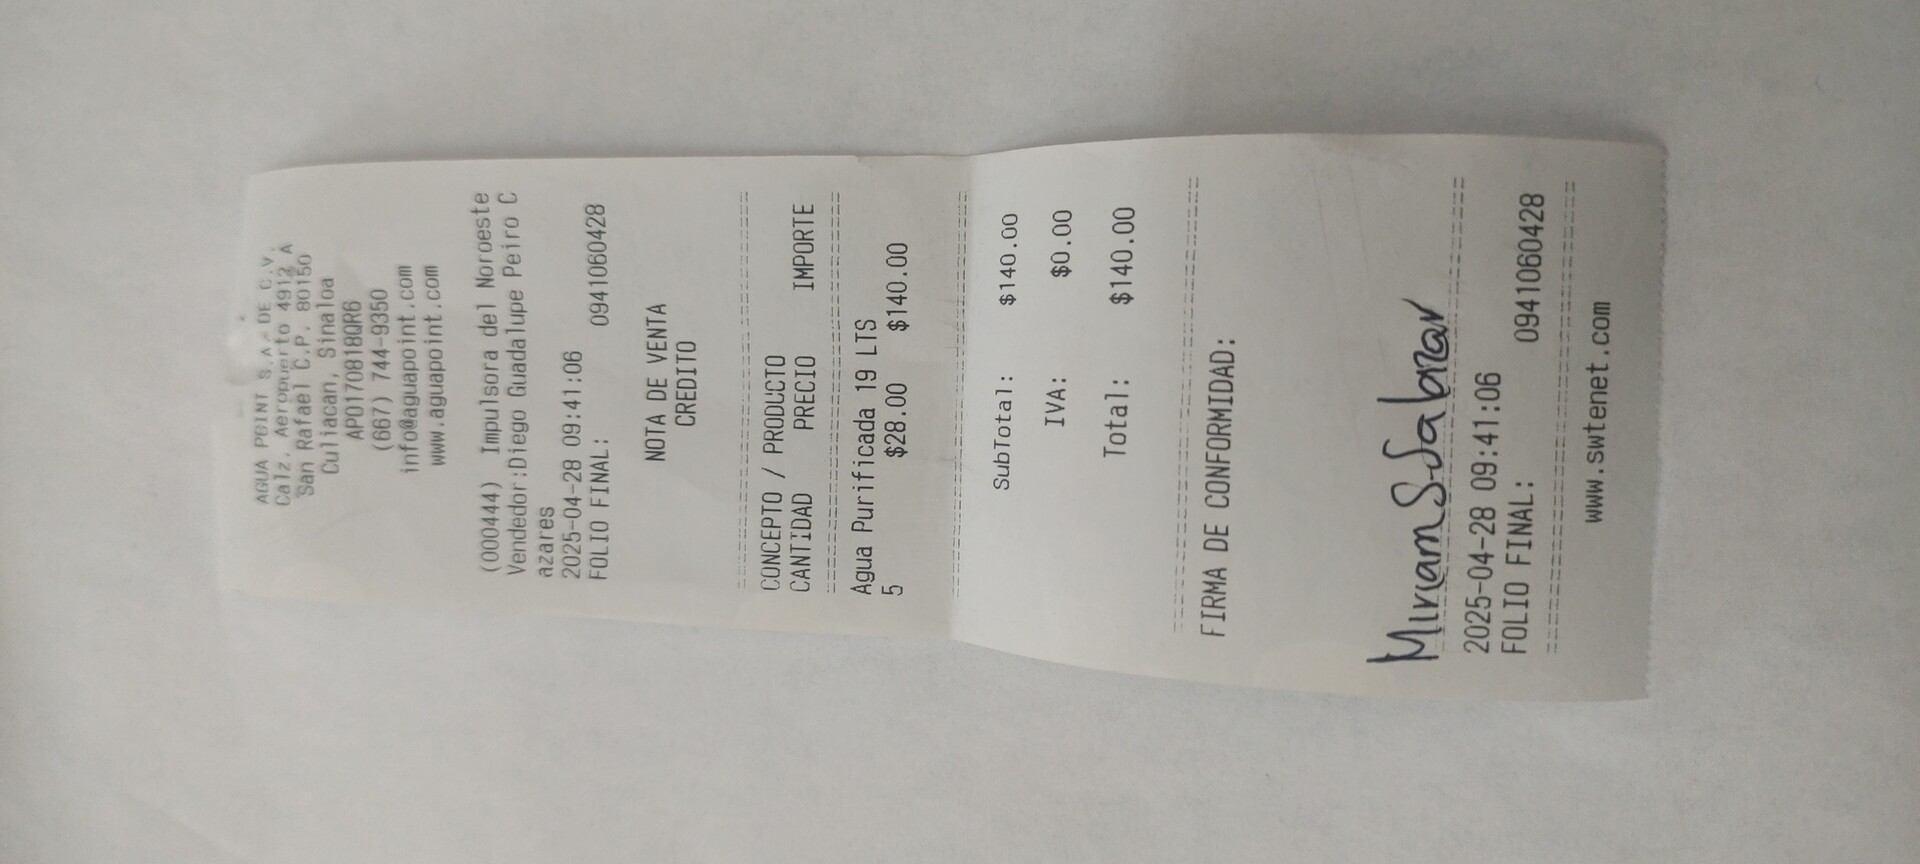 AGUA POINT S.A. DE C.V.
Calz. Aeropuerto 4912 A
San Rafael C.P. 80150
Culiacan, Sinaloa
APO170818QR6
(667) 744-9350
info@aguapoint.com
www.aguapoint.com
(000444) Impulsora del Noroeste
Vendedor:Diego Guadalupe Peiro C
azares
2025-04-28 09:41:06
FOLIO FINAL: 0941060428
NOTA DE VENTA
CREDITO
CONCEPTO / PRODUCTO
CANTIDAD PRECIO IMPORTE
Agua Purificada 19 LTS
5 $28.00 $140.00
SubTotal: $140.00
IVA: $0.00
Total: $140.00
FIRMA DE CONFORMIDAD:
Miriam S. Salazar
2025-04-28 09:41:06
FOLIO FINAL: 0941060428
www.swtenet.com